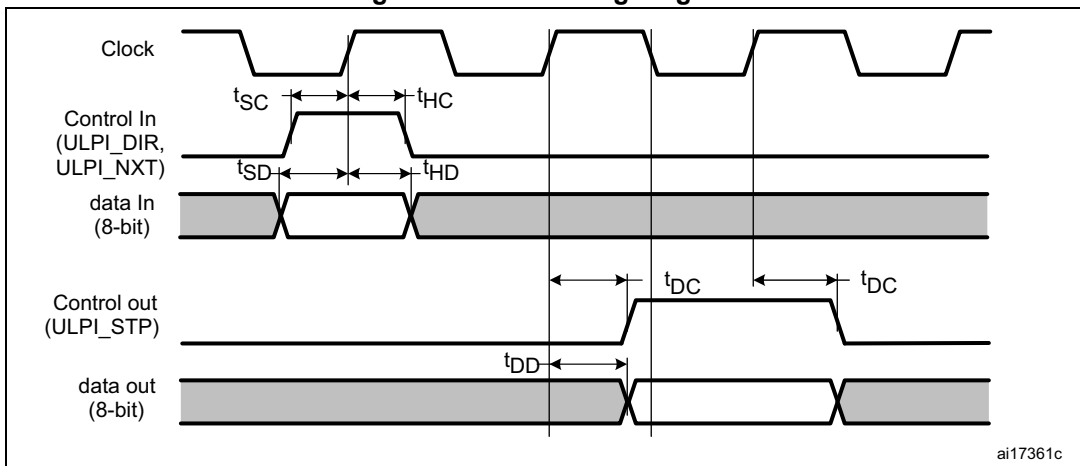 Clock
tSC
tHC
Control In
(ULPI_DIR,
ULPI_NXT)
tSD
tHD
data In
(8-bit)
tDC
tDC
Control out
(ULPI_STP)
tDD
data out
(8-bit)
ai17361c